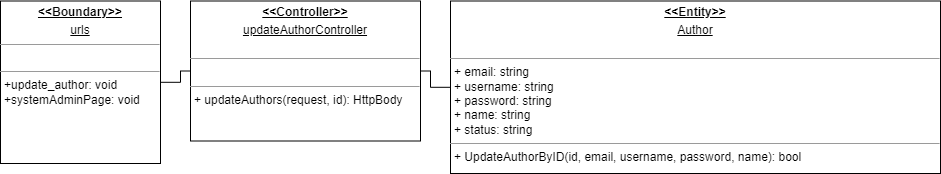 <<Boundary>>
urls
+update_author: void
+systemAdminPage: void
<<Controller>>
updateAuthorController
+ updateAuthors(request, id): HttpBody
<<Entity>>
Author
+ email: string
+ username: string
+ password: string
+ name: string
+ status: string
+ UpdateAuthorByID(id, email, username, password, name): bool